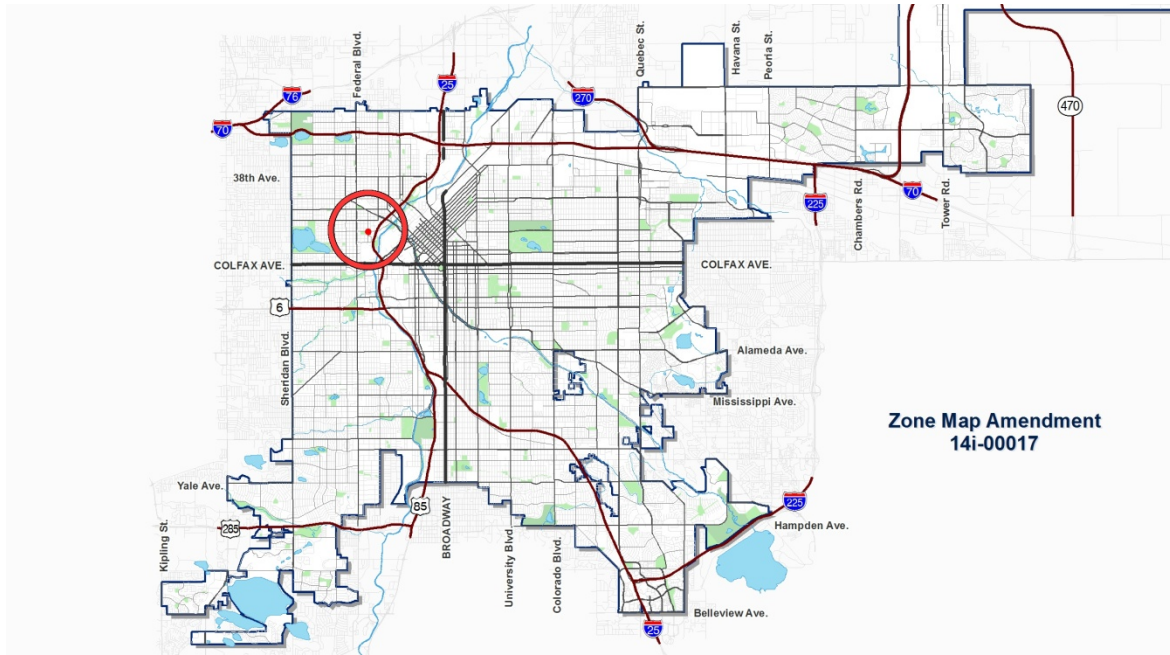 Federal Blvd.
Quebec St.
Havana St.
Peoria St.
25
76
270
470
70
38th Ave.
225
70
Chambers Rd.
Tower Rd.
COLFAX AVE.
COLFAX AVE.
6
Sheridan Blvd.
Alameda Ave.
Mississippi Ave.
Zone Map Amendment
14i-00017
Yale Ave.
85
225
Kipling St.
285
BROADWAY
University Blvd
Colorado Blvd.
Hampden Ave.
Belleview Ave.
25